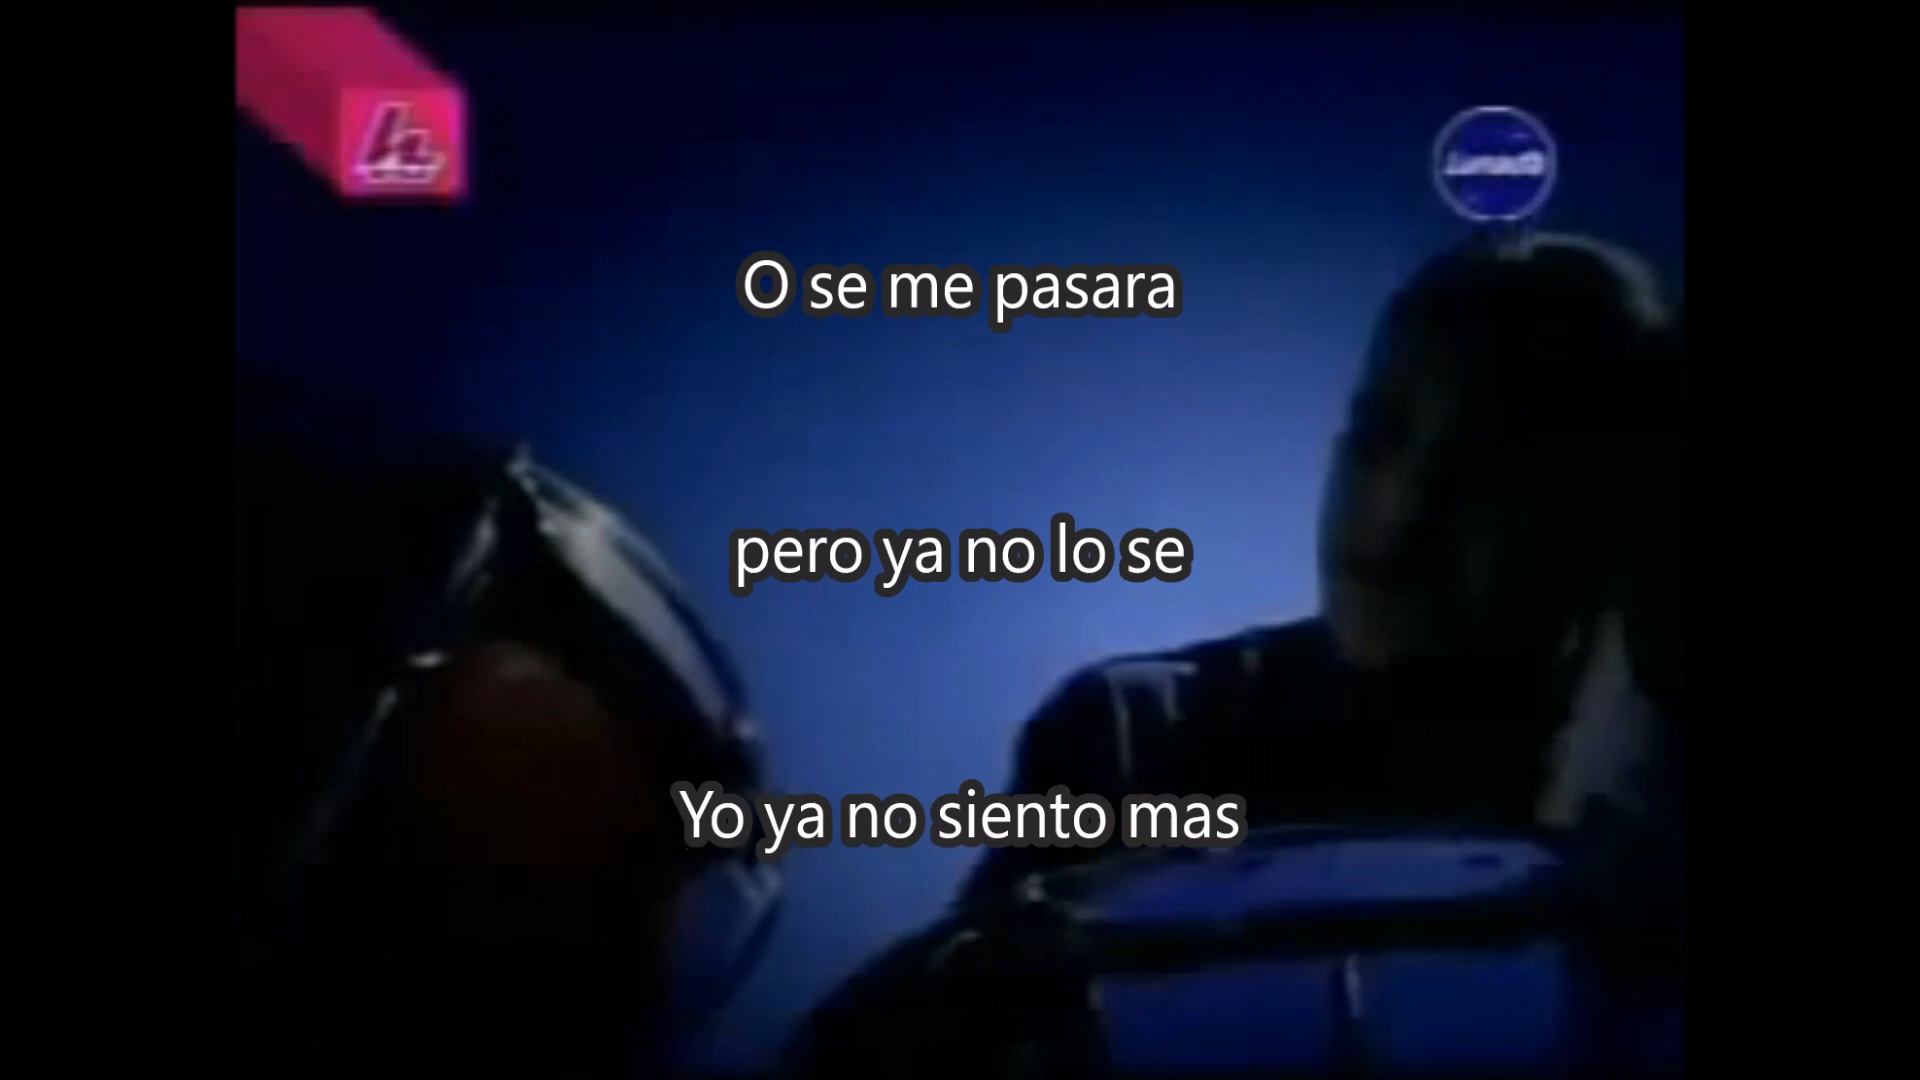 O se me pasara
pero ya no lo se
Yo ya no siento mas